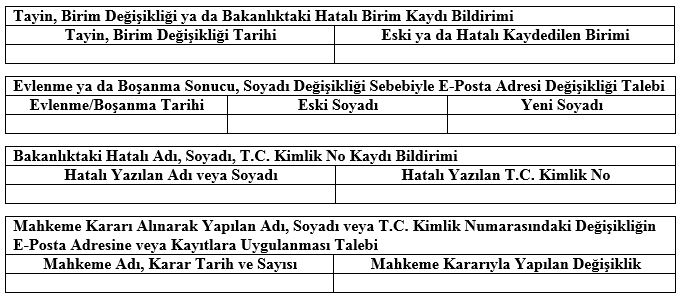 Tayin, Birim Değişikliği ya da Bakanlıktaki Hatalı Birim Kaydı Bildirimi
Tayin, Birim Değişikliği Tarihi Eski ya da Hatalı Kaydedilen Birimi
Evlenme ya da Boşanma Sonucu, Soyadı Değişikliği Sebebiyle E-Posta Adresi Değişikliği Talebi
Evlenme/Boşanma Tarihi Eski Soyadı Yeni Soyadı
Bakanlıktaki Hatalı Adı, Soyadı, T.C. Kimlik No Kaydı Bildirimi
Hatalı Yazılan Adı veya Soyadı Hatalı Yazılan T.C. Kimlik No
Mahkeme Kararı Alınarak Yapılan Adı, Soyadı veya T.C. Kimlik Numarasındaki Değişikliğin
E-Posta Adresine veya Kayıtlara Uygulanması Talebi
Mahkeme Adı, Karar Tarih ve Sayısı Mahkeme Kararıyla Yapılan Değişiklik